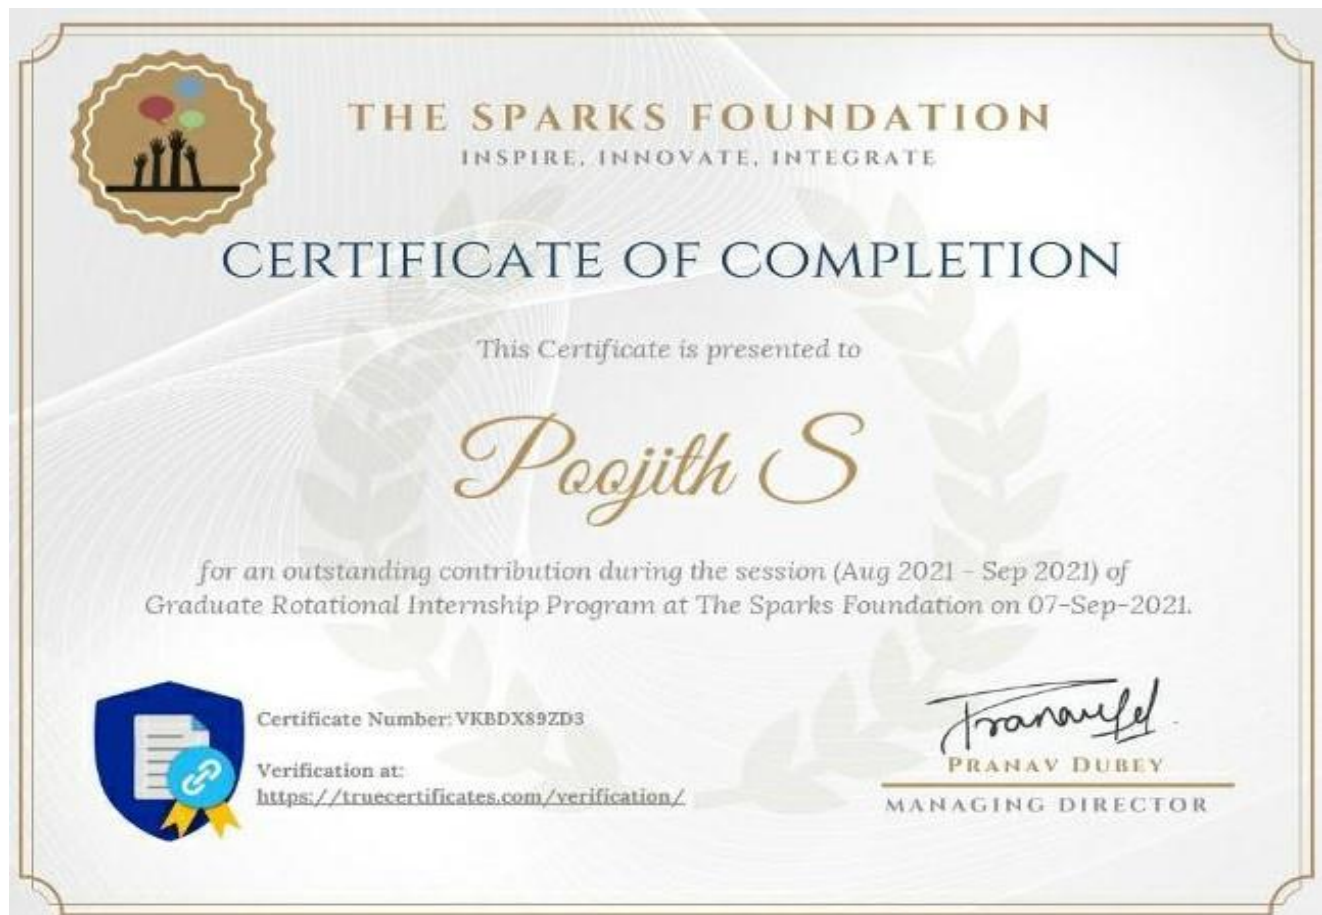 THE SPARKS FOUNDATION
INSPIRE, INNOVATE, INTEGRATE
CERTIFICATE OF COMPLETION
This Certificate is presented to
Poojith S
for an outstanding contribution during the session (Aug 2021 - Sep 2021) of
Graduate Rotational Internship Program at The Sparks Foundation on 07-Sep-2021.
Certificate Number: VKBDX89ZD3
Verification at:
https://truecertificates.com/verification/
PRANAV DUBEY
MANAGING DIRECTOR